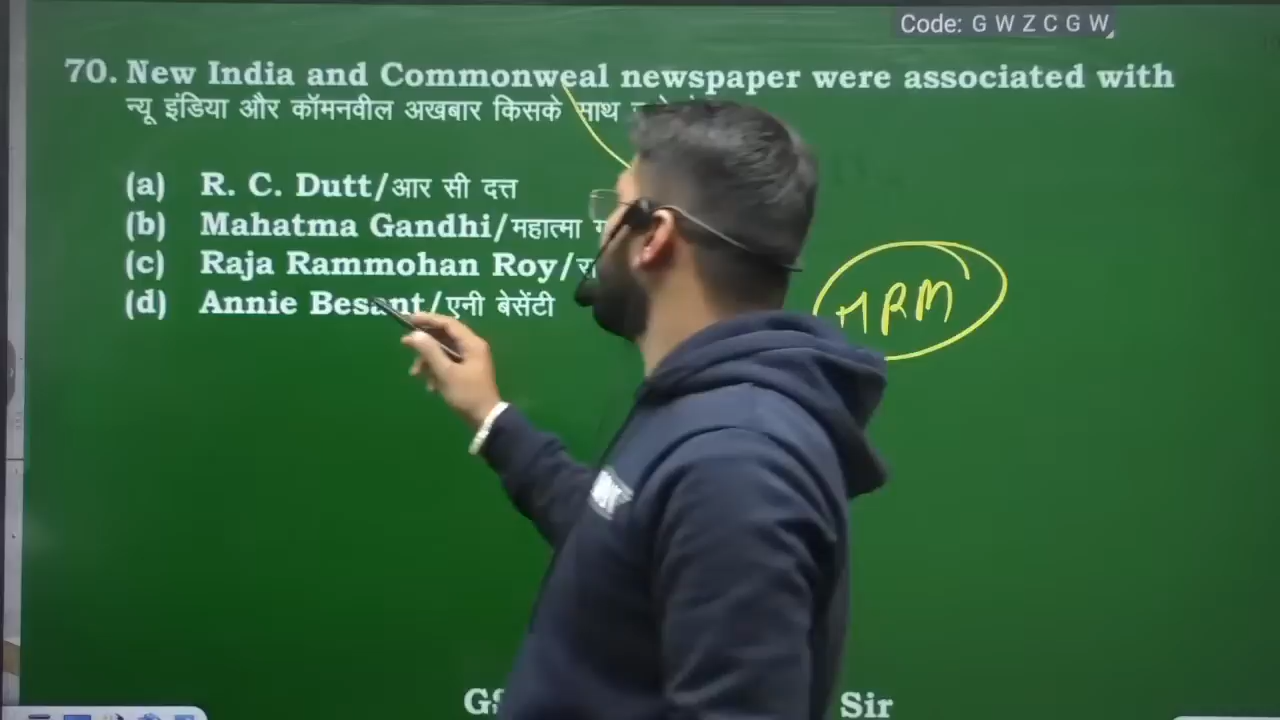 Code: G W Z C G W
70. New India and Commonweal newspaper were associated with
न्यू इंडिया और कॉमनवील अखबार किसके साथ
(a) R. C. Dutt/आर सी दत्त
(b) Mahatma Gandhi/महात्मा
(c) Raja Rammohan Roy/
(d) Annie Besant/एनी बेसेंटी
HRM
Sir